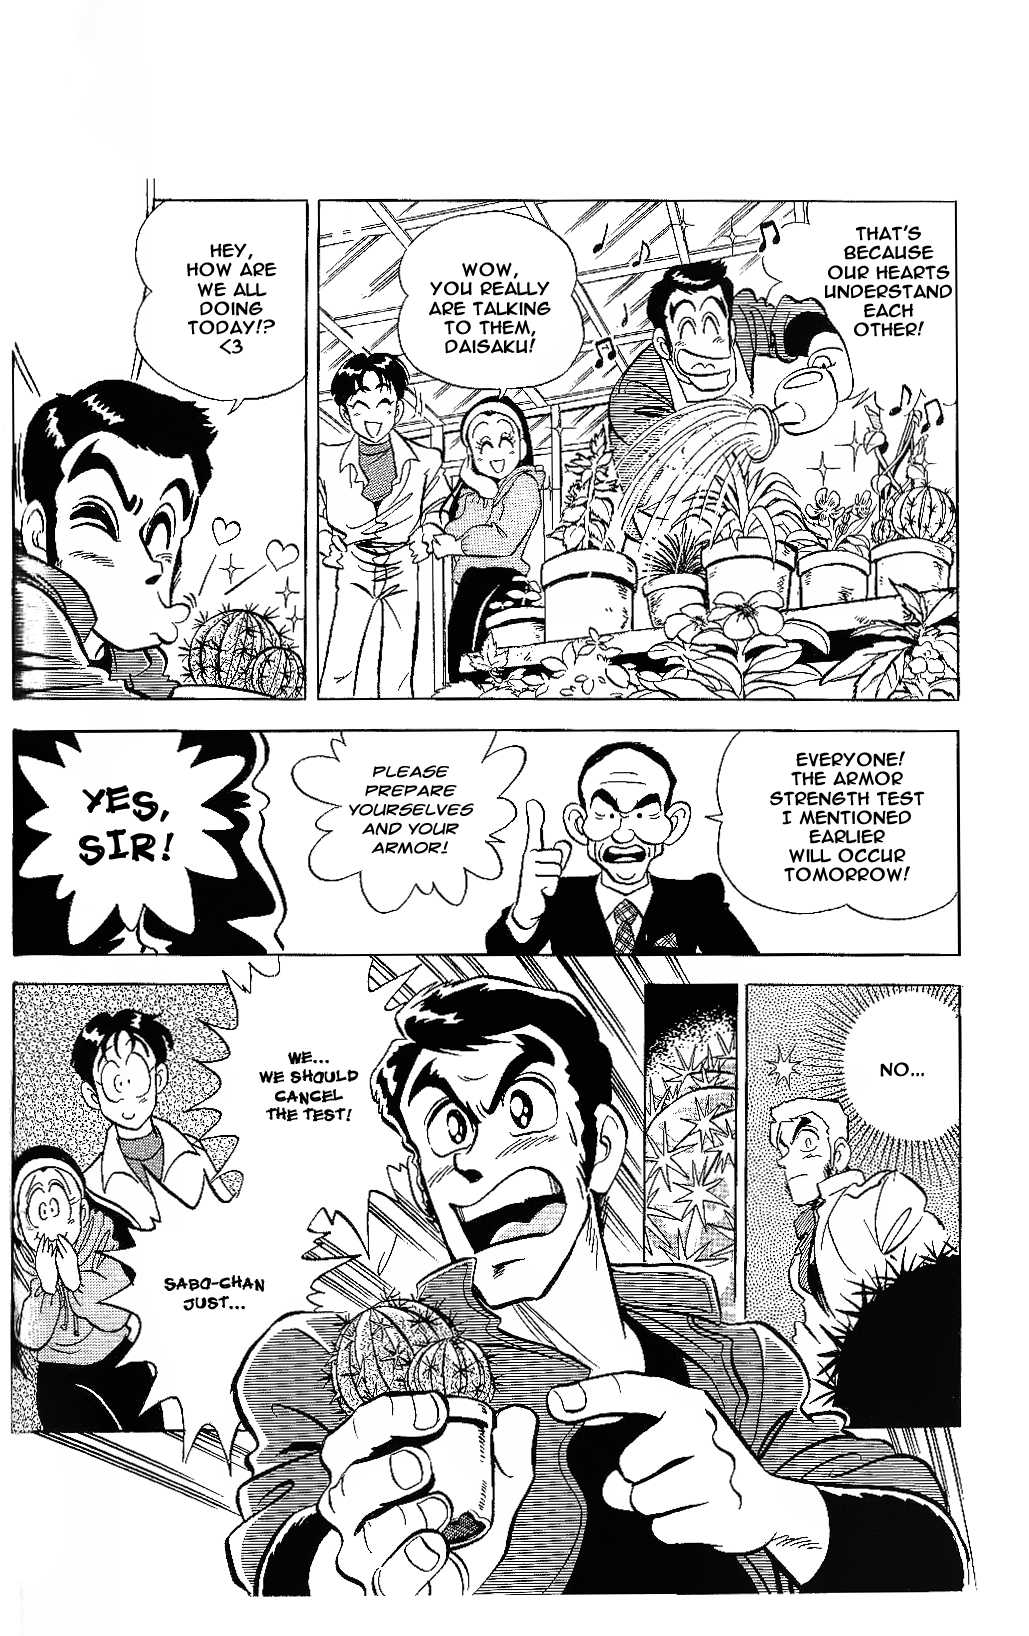 THAT'S
BECAUSE
OUR HEARTS
UNDERSTAND
EACH
OTHER!
WOW,
YOU REALLY
ARE TALKING
TO THEM,
DAISAKU!
HEY,
HOW ARE
WE ALL
DOING
TODAY!?
<3
EVERYONE!
THE ARMOR
STRENGTH TEST
I MENTIONED
EARLIER
WILL OCCUR
TOMORROW!
PLEASE
PREPARE
YOURSELVES
AND YOUR
ARMOR!
YES,
SIR!
NO...
WE...
WE SHOULD
CANCEL
THE TEST!
SABO-CHAN
JUST...